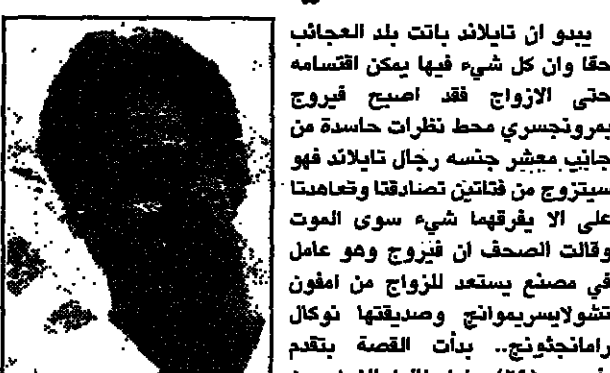 يبدو ان تايلاند باتت بلد العجائب
حقا وان كل شيء فيها يمكن اقتسامه
حتى الازواج فقد اصبح فيروج
يمرونجسري محط نظرات حاسدة من
جانب معشر جنسه رجال تايلاند فهو
سيتزوج من فتاتين تصادقتا وتعاهدتا
على الا يفرقهما شيء سوى الموت
وقالت الصحف ان فيروج وهو عامل
في مصنع يستعد للزواج من امفون
تشولايسريموانج وصديقتها نوكال
رامانجثونج.. بدأت القصة بتقدم